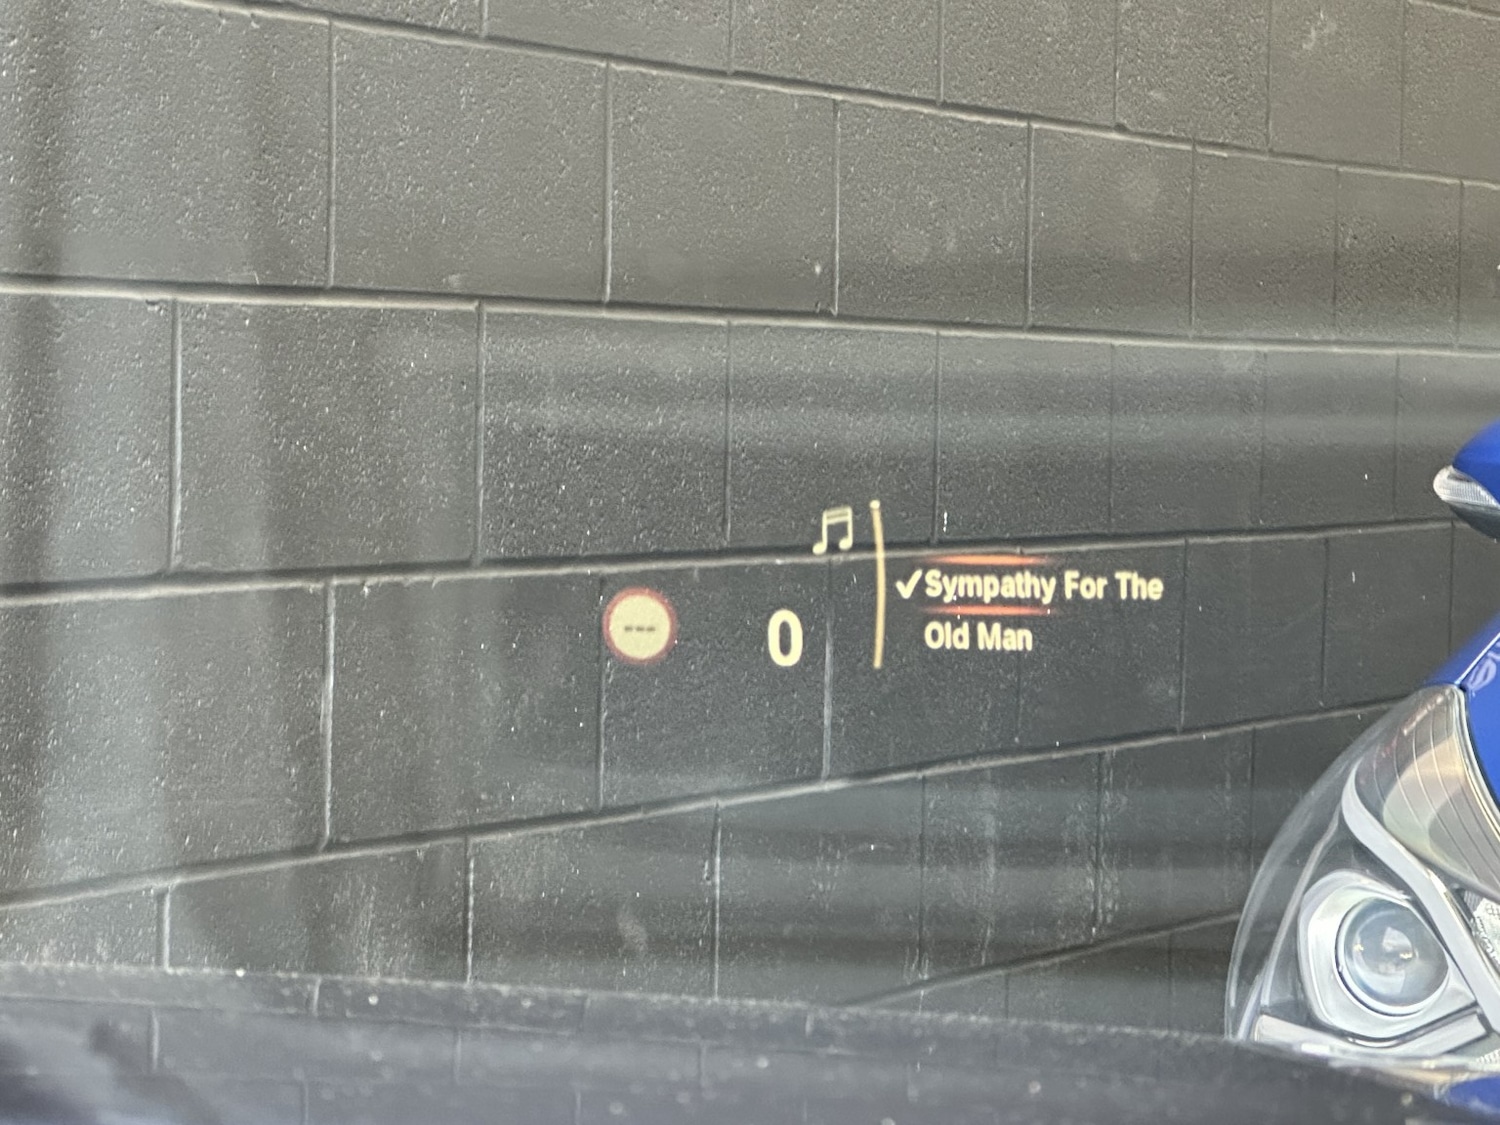 ---
0
✓Sympathy For The
Old Man